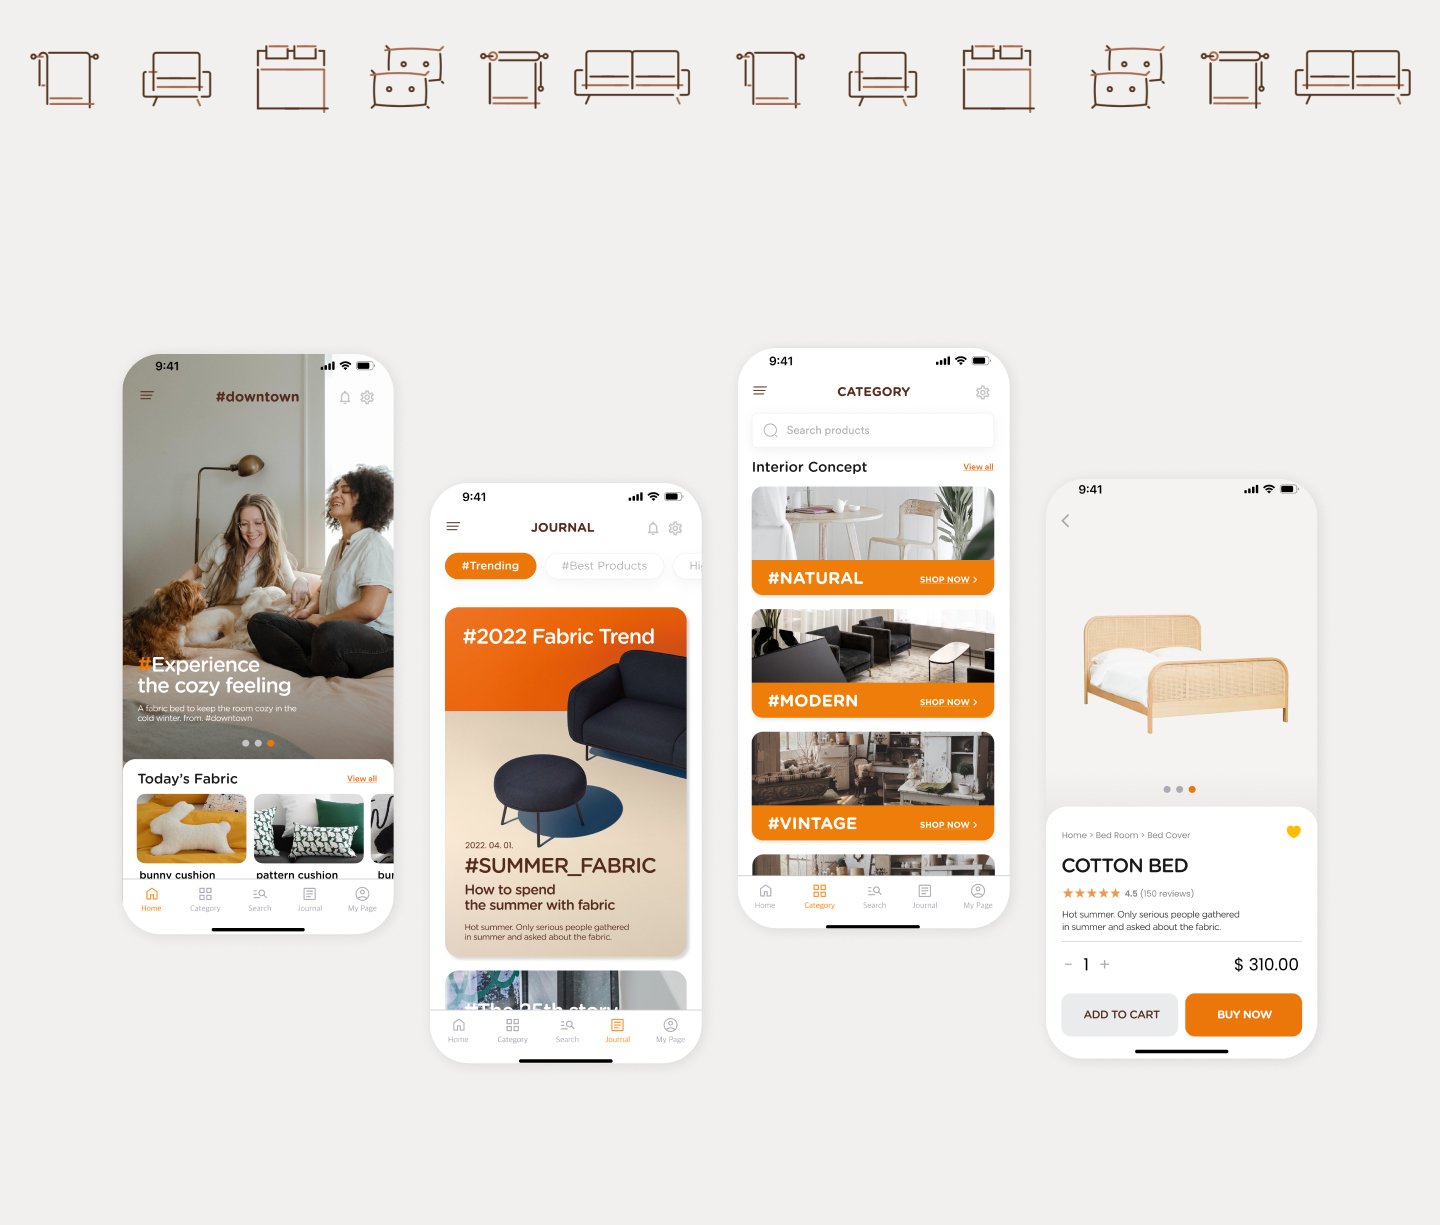 9:41
#downtown
#Experience
the cozy feeling
A fabric bed to keep the room cozy in the
cold winter. from. #downtown
Today's Fabric
View all
bunny cushion
pattern cushion
bur
Home
Category
Search
Journal
My Page
9:41
JOURNAL
#Trending
#Best Products
Hi
#2022 Fabric Trend
2022. 04. 01.
#SUMMER_FABRIC
How to spend
the summer with fabric
Hot summer. Only serious people gathered
in summer and asked about the fabric.
#The 25th story
Home
Category
Search
Journal
My Page
9:41
CATEGORY
Search products
Interior Concept
View all
#NATURAL
SHOP NOW >
#MODERN
SHOP NOW >
#VINTAGE
SHOP NOW >
Home
Category
Search
Journal
My Page
9:41
Home > Bed Room > Bed Cover
COTTON BED
4.5 (150 reviews)
Hot summer. Only serious people gathered
in summer and asked about the fabric.
- 1 +
$ 310.00
ADD TO CART
BUY NOW